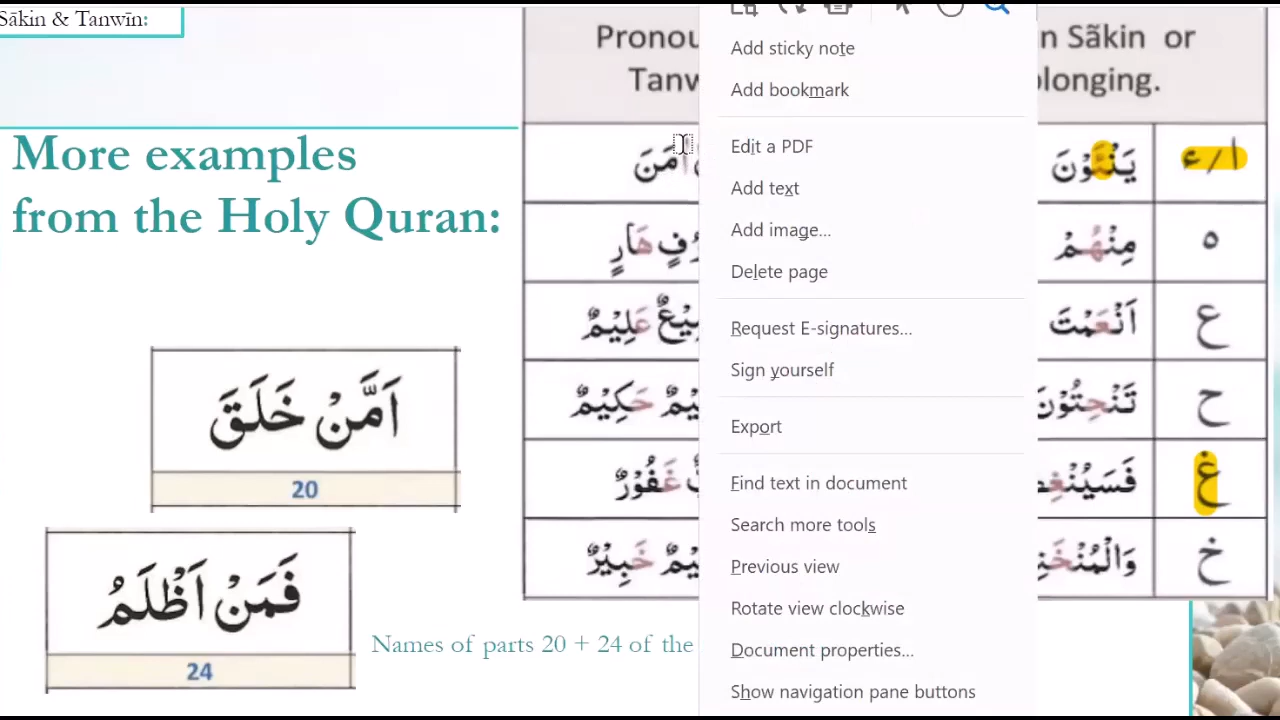 Sākin & Tanwīn:
More examples
from the Holy Quran:
اَمَّنْ خَلَقَ
20
فَمَنْ اَظْلَمُ
24
Names of parts 20 + 24 of the
n Sãkin or
Tanw
longing.
ء / ا
اٰمَنَ
ه
مِنْهُمْ
هَارٍ
ع
اَنْعَمْتَ
عَلِيْمٌ
ح
تَنْحِتُوْنَ
حَكِيْمٌ
غ
غَفُوْرٌ
خ
خَبِيْرٌ
Add sticky note
Add bookmark
Edit a PDF
Add text
Add image...
Delete page
Request E-signatures...
Sign yourself
Export
Find text in document
Search more tools
Previous view
Rotate view clockwise
Document properties...
Show navigation pane buttons